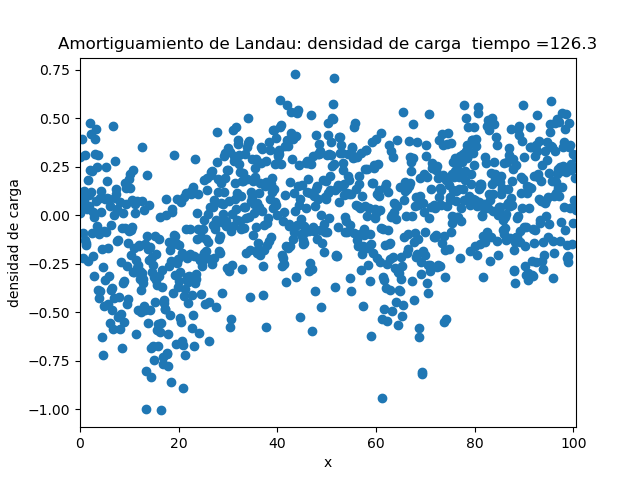 Amortiguamiento de Landau: densidad de carga  tiempo =126.3
0.75
0.50
0.25
0.00
−0.25
−0.50
−0.75
−1.00
densidad de carga
0 20 40 60 80 100
x